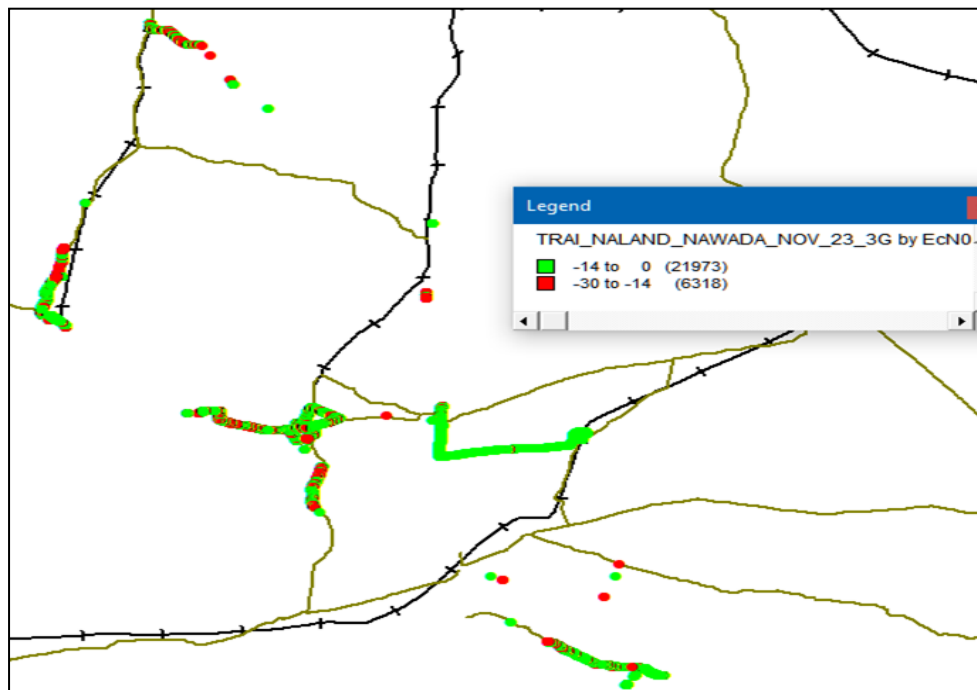 Legend
TRAI_NALAND_NAWADA_NOV_23_3G by EcN0
-14 to 0 (21973)
-30 to -14 (6318)